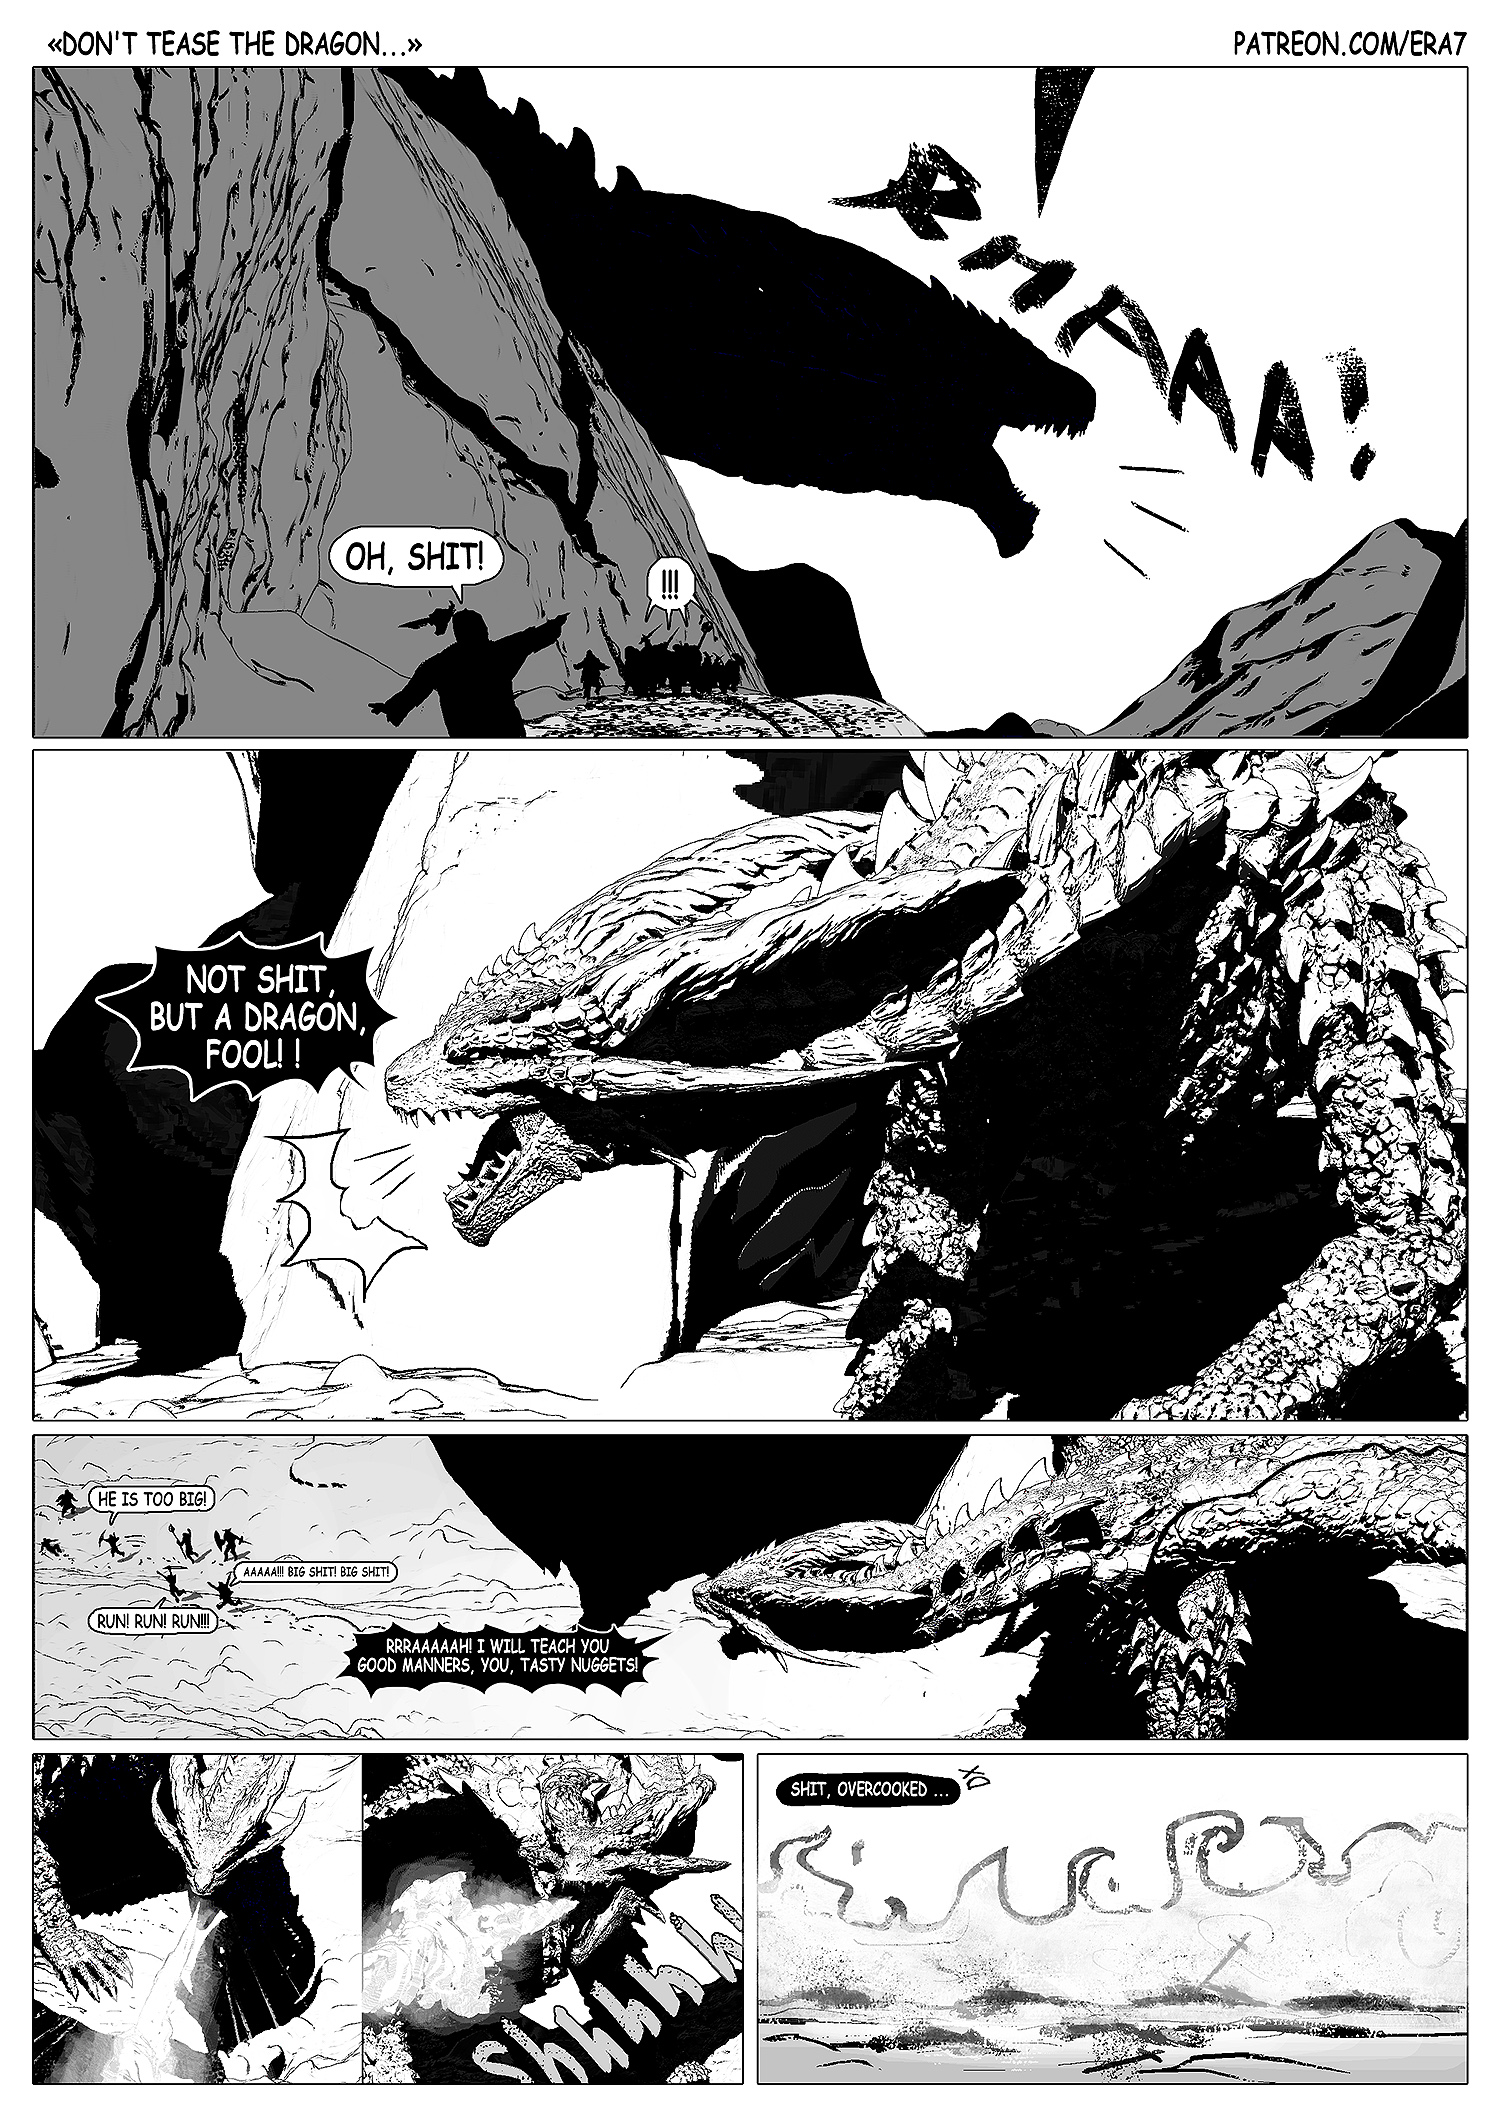 «DON'T TEASE THE DRAGON...»
PATREON.COM/ERA7
RHAAA!
OH, SHIT!
!!!
NOT SHIT,
BUT A DRAGON,
FOOL!!
HE IS TOO BIG!
AAAAA!!! BIG SHIT! BIG SHIT!
RUN! RUN! RUN!!!
RRRAAAAAH! I WILL TEACH YOU
GOOD MANNERS, YOU, TASTY NUGGETS!
Shhhhhh
SHIT, OVERCOOKED ...